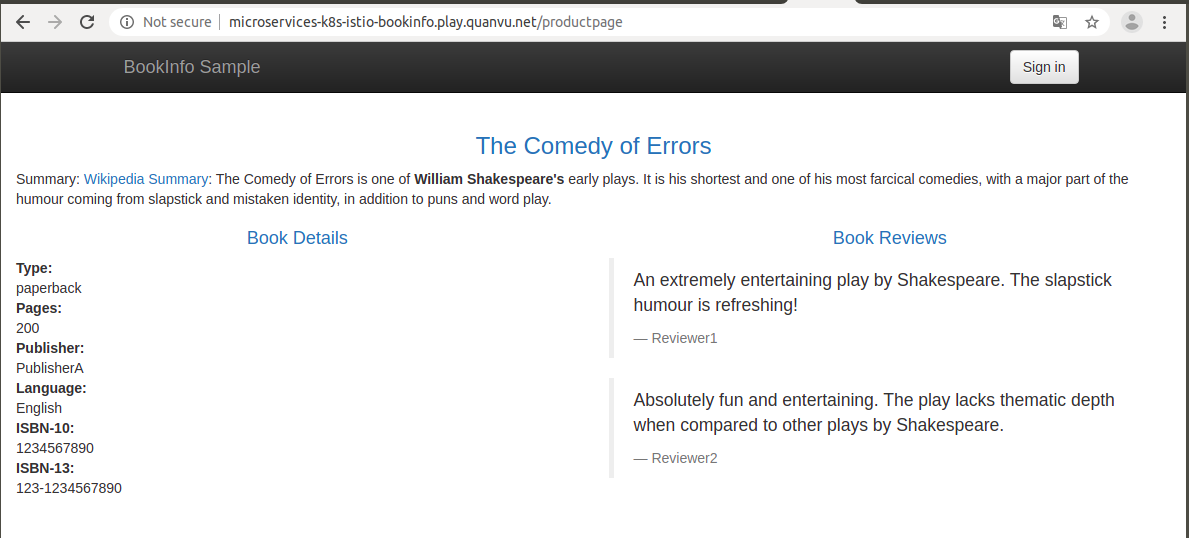 Not secure | microservices-k8s-istio-bookinfo.play.quanvu.net/productpage
BookInfo Sample
Sign in
The Comedy of Errors
Summary: Wikipedia Summary: The Comedy of Errors is one of William Shakespeare's early plays. It is his shortest and one of his most farcical comedies, with a major part of the
humour coming from slapstick and mistaken identity, in addition to puns and word play.
Book Details
Type:
paperback
Pages:
200
Publisher:
PublisherA
Language:
English
ISBN-10:
1234567890
ISBN-13:
123-1234567890
Book Reviews
An extremely entertaining play by Shakespeare. The slapstick
humour is refreshing!
— Reviewer1
Absolutely fun and entertaining. The play lacks thematic depth
when compared to other plays by Shakespeare.
— Reviewer2